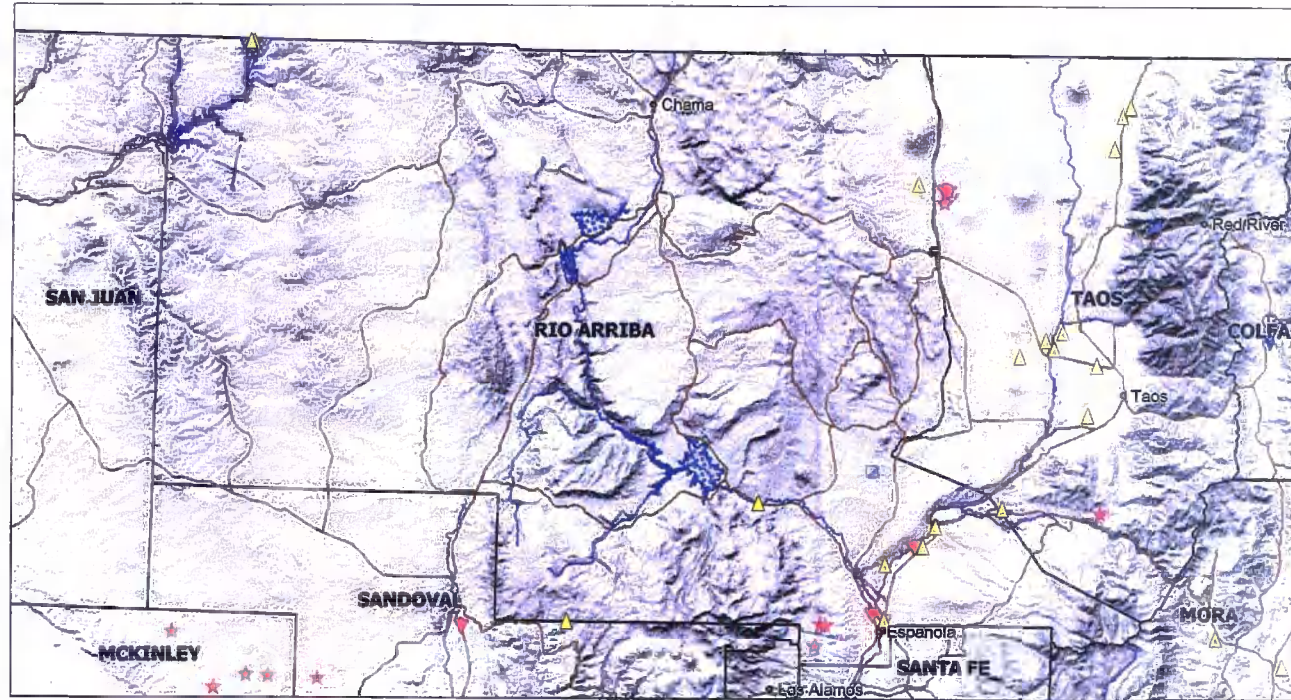 Chama
Red River
SAN JUAN
TAOS
RIO ARRIBA
COLFA
Taos
SANDOVAL
MORA
Espanola
MCKINLEY
SANTA FE
Los Alamos